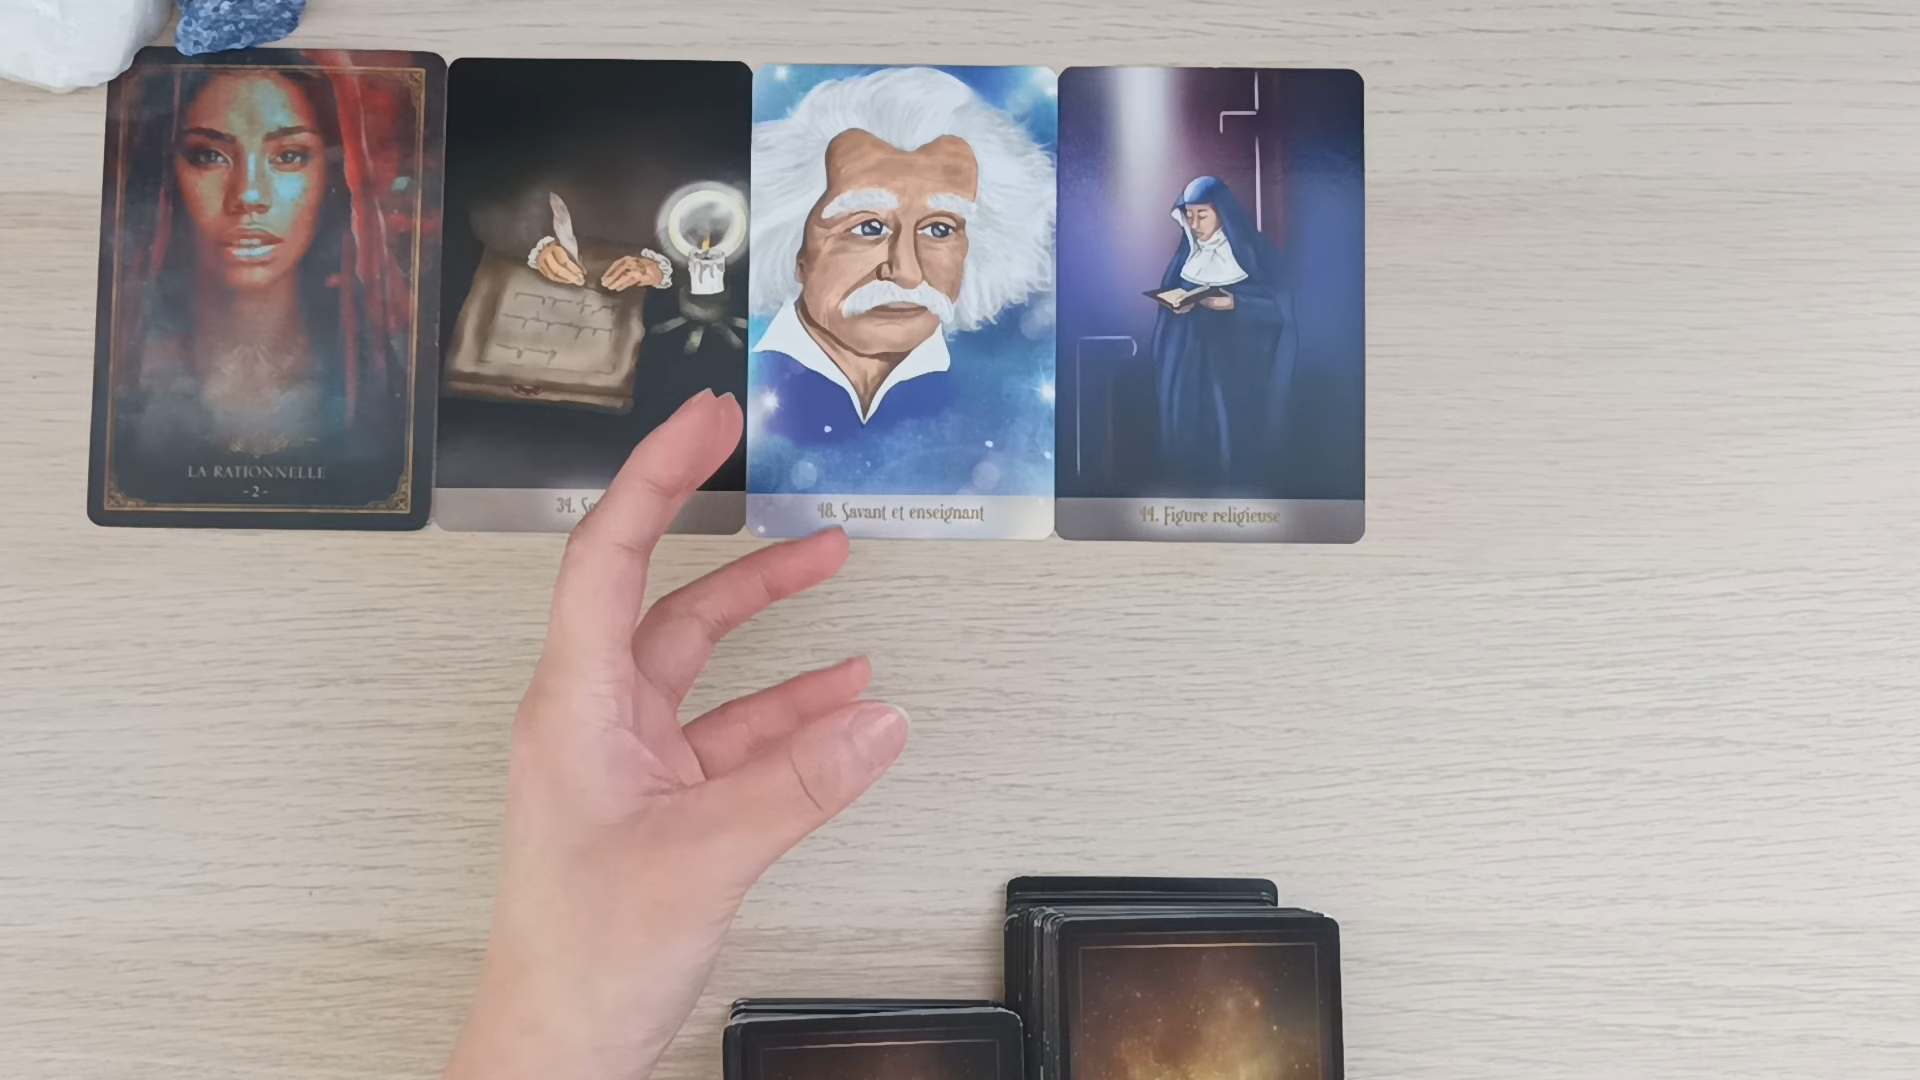 LA RATIONNELLE
-2-
34.
48. Savant et enseignant
44. Figure religieuse